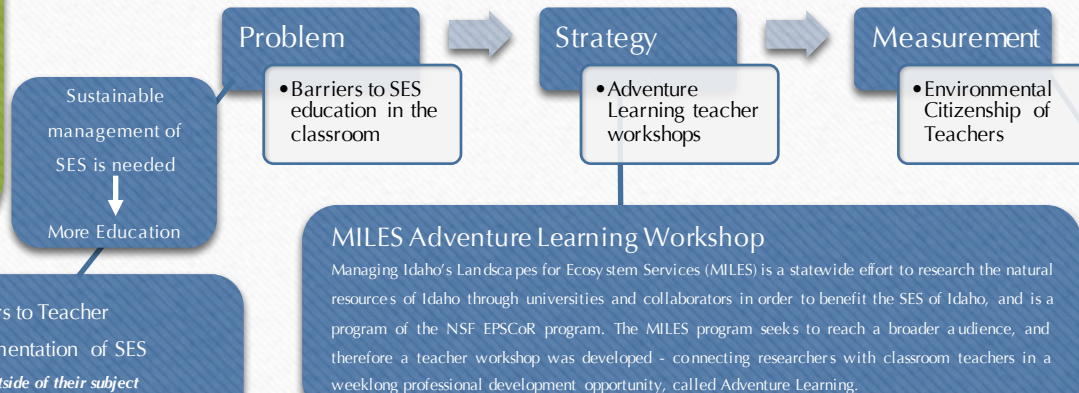 Problem
•Barriers to SES
education in the
classroom
Strategy
•Adventure
Learning teacher
workshops
Measurement
•Environmental
Citizenship of
Teachers
Sustainable
management of
SES is needed
More Education
to Teacher
of SES
of their subject
MILES Adventure Learning Workshop
Managing Idaho's Landscapes for Ecosystem Services (MILES) is a statewide effort to research the natural
resources of Idaho through universities and collaborators in order to benefit the SES of Idaho, and is a
program of the NSF EPSCoR program. The MILES program seeks to reach a broader audience, and
therefore a teacher workshop was developed - connecting researchers with classroom teachers in a
weeklong professional development opportunity, called Adventure Learning.